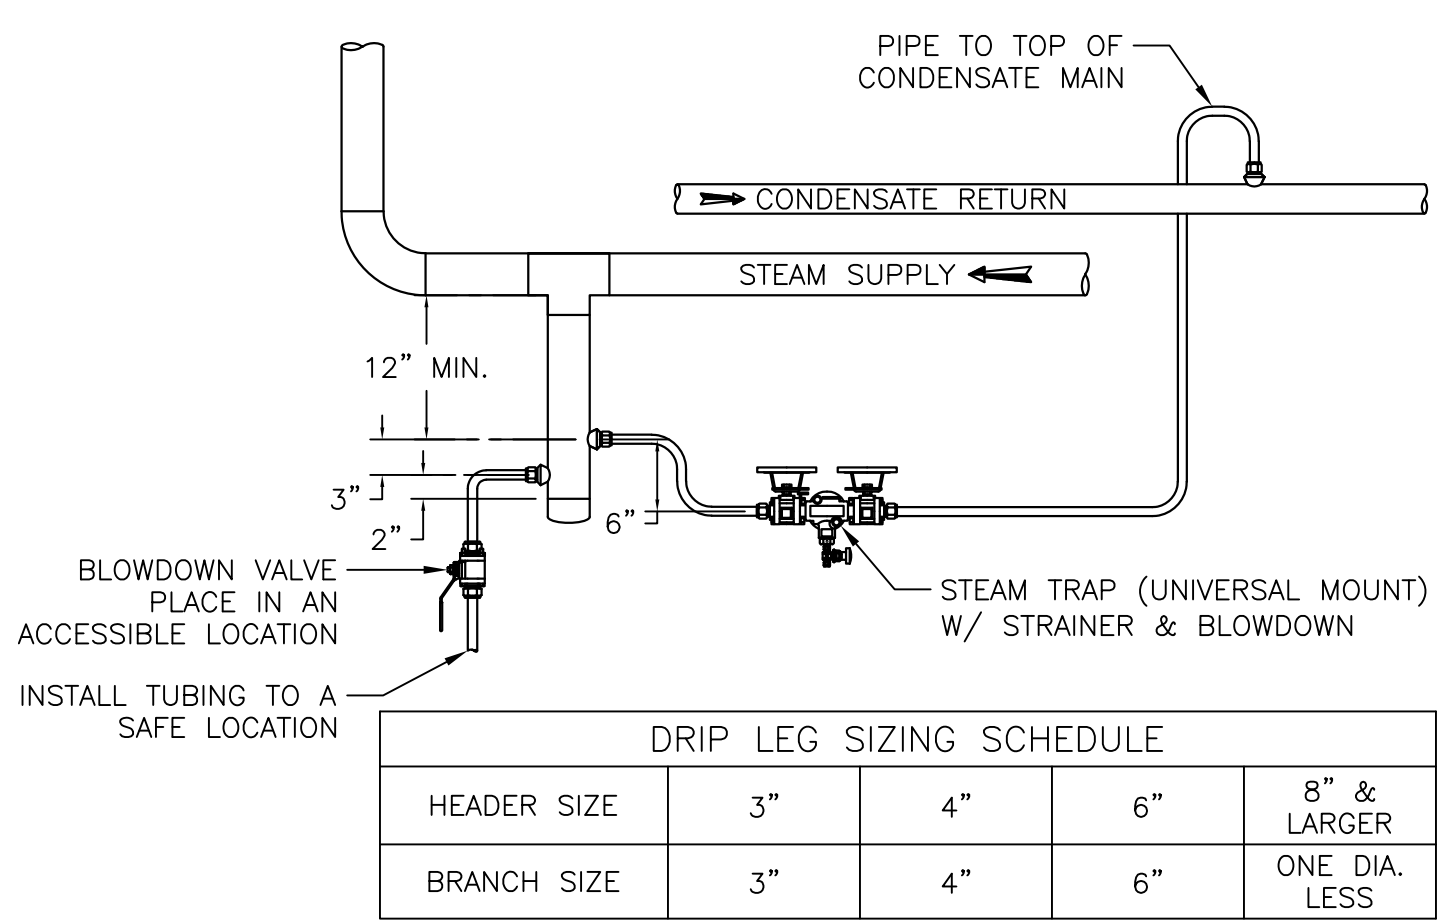 PIPE TO TOP OF
CONDENSATE MAIN
CONDENSATE RETURN
STEAM SUPPLY
12” MIN.
3”
2”
6”
BLOWDOWN VALVE
PLACE IN AN
ACCESSIBLE LOCATION
STEAM TRAP (UNIVERSAL MOUNT)
W/ STRAINER & BLOWDOWN
INSTALL TUBING TO A
SAFE LOCATION
DRIP LEG SIZING SCHEDULE
HEADER SIZE 3” 4” 6” 8” &
LARGER
BRANCH SIZE 3” 4” 6” ONE DIA.
LESS